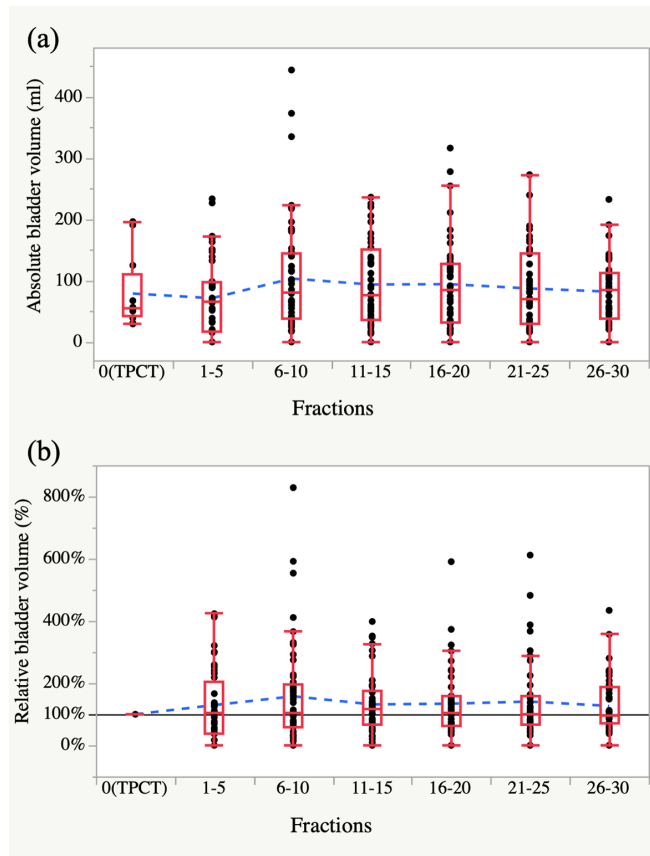 (a)
Absolute bladder volume (ml)
400
300
200
100
0
0(TPCT) 1-5 6-10 11-15 16-20 21-25 26-30
Fractions
(b)
Relative bladder volume (%)
800%
600%
400%
200%
100%
0%
0(TPCT) 1-5 6-10 11-15 16-20 21-25 26-30
Fractions